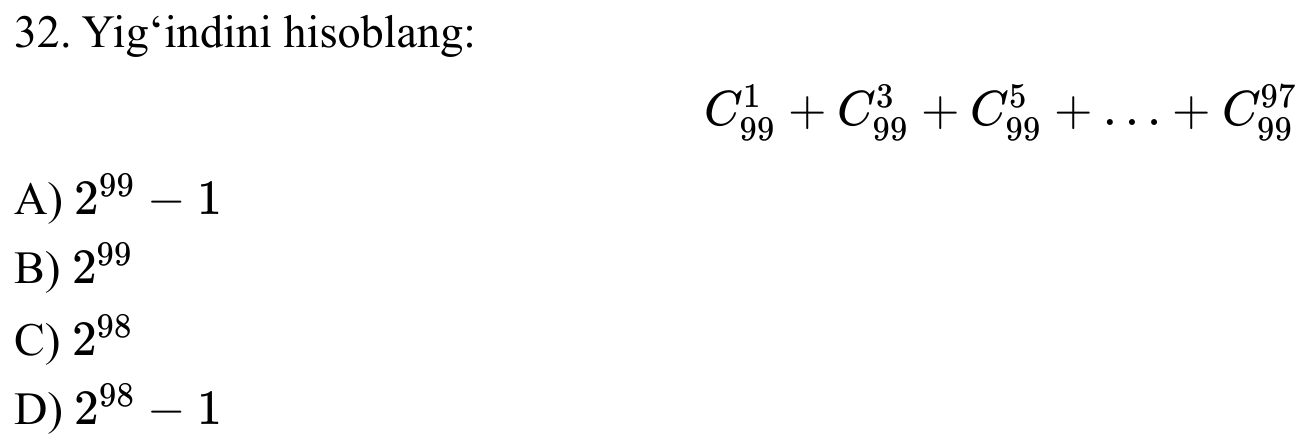 32. Yig‘indini hisoblang:
$C_{99}^{1} + C_{99}^{3} + C_{99}^{5} + \ldots + C_{99}^{97}$
A) $2^{99} - 1$
B) $2^{99}$
C) $2^{98}$
D) $2^{98} - 1$